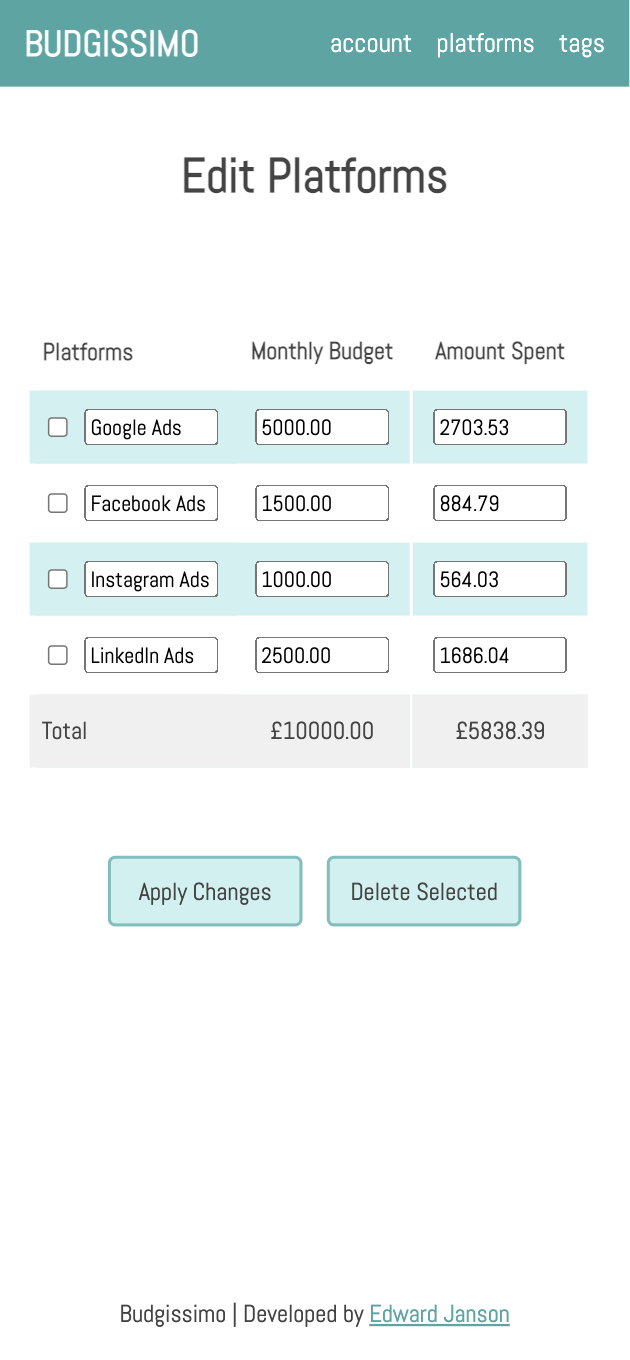 BUDGISSIMO account platforms tags
Edit Platforms
Platforms Monthly Budget Amount Spent
Google Ads 5000.00 2703.53
Facebook Ads 1500.00 884.79
Instagram Ads 1000.00 564.03
LinkedIn Ads 2500.00 1686.04
Total £10000.00 £5838.39
Apply Changes Delete Selected
Budgissimo | Developed by Edward Janson